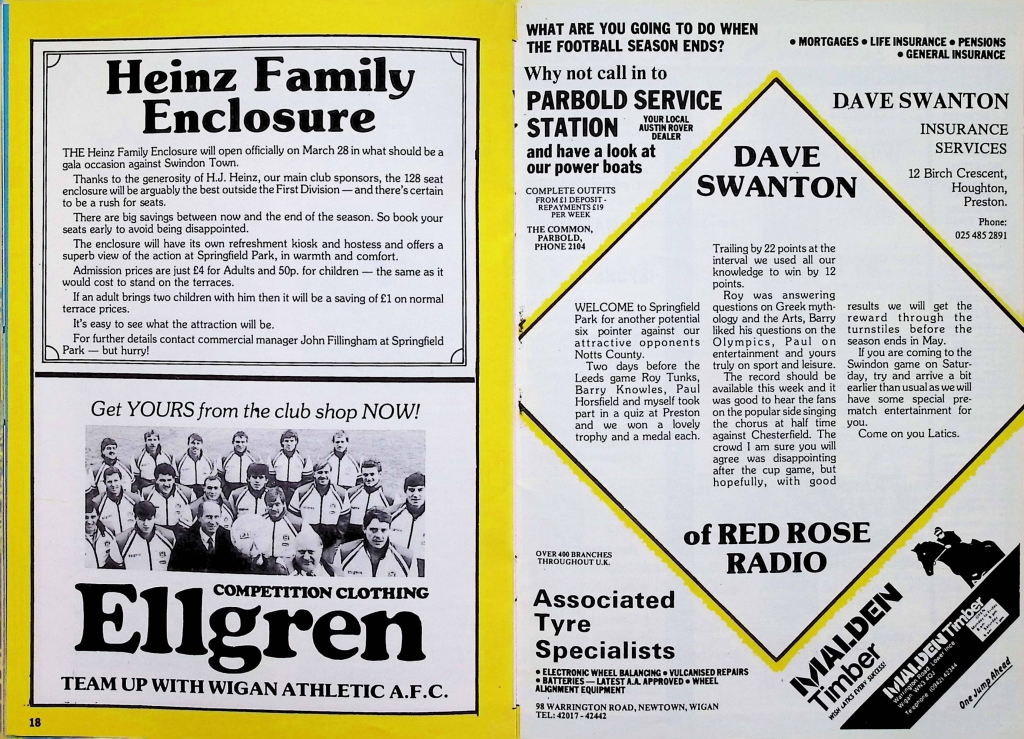 Heinz Family
Enclosure
THE Heinz Family Enclosure will open officially on March 28 in what should be a
gala occasion against Swindon Town.
Thanks to the generosity of H.J. Heinz, our main club sponsors, the 128 seat
enclosure will be arguably the best outside the First Division — and there's certain
to be a rush for seats.
There are big savings between now and the end of the season. So book your
seats early to avoid being disappointed.
The enclosure will have its own refreshment kiosk and hostess and offers a
superb view of the action at Springfield Park, in warmth and comfort.
Admission prices are just £4 for Adults and 50p. for children — the same as it
would cost to stand on the terraces.
If an adult brings two children with him then it will be a saving of £1 on normal
terrace prices.
It's easy to see what the attraction will be.
For further details contact commercial manager John Fillingham at Springfield
Park — but hurry!
Get YOURS from the club shop NOW!
COMPETITION CLOTHING
Ellgren
TEAM UP WITH WIGAN ATHLETIC A.F.C.
18
WHAT ARE YOU GOING TO DO WHEN
THE FOOTBALL SEASON ENDS?
Why not call in to
PARBOLD SERVICE
STATION
YOUR LOCAL
AUSTIN ROVER
DEALER
and have a look at
our power boats
COMPLETE OUTFITS
FROM £1 DEPOSIT -
REPAYMENTS £19
PER WEEK
THE COMMON,
PARBOLD,
PHONE 2104
• MORTGAGES • LIFE INSURANCE • PENSIONS
• GENERAL INSURANCE
DAVE SWANTON
INSURANCE
SERVICES
12 Birch Crescent,
Houghton,
Preston.
Phone:
025 485 2891
DAVE
SWANTON
WELCOME to Springfield
Park for another potential
six pointer against our
attractive opponents
Notts County.
Two days before the
Leeds game Roy Tunks,
Barry Knowles, Paul
Horsfield and myself took
part in a quiz at Preston
and we won a lovely
trophy and a medal each.
Trailing by 22 points at the
interval we used all our
knowledge to win by 12
points.
Roy was answering
questions on Greek myth-
ology and the Arts, Barry
liked his questions on the
Olympics, Paul on
entertainment and yours
truly on sport and leisure.
The record should be
available this week and it
was good to hear the fans
on the popular side singing
the chorus at half time
against Chesterfield. The
crowd I am sure you will
agree was disappointing
after the cup game, but
hopefully, with good
results we will get the
reward through the
turnstiles before the
season ends in May.
If you are coming to the
Swindon game on Satur-
day, try and arrive a bit
earlier than usual as we will
have some special pre-
match entertainment for
you.
Come on you Latics.
of RED ROSE
RADIO
OVER 400 BRANCHES
THROUGHOUT U.K.
Associated
Tyre
Specialists
• ELECTRONIC WHEEL BALANCING • VULCANISED REPAIRS
• BATTERIES — LATEST A.A. APPROVED • WHEEL
ALIGNMENT EQUIPMENT
98 WARRINGTON ROAD, NEWTOWN, WIGAN
TEL: 42017 - 42442
MALDEN
Timber
WISH LATICS EVERY SUCCESS!
MALDEN Timber
Warrington Road, Lower Ince
Wigan, WN3 4QJ
Telephone (0942) 42344
One Jump Ahead